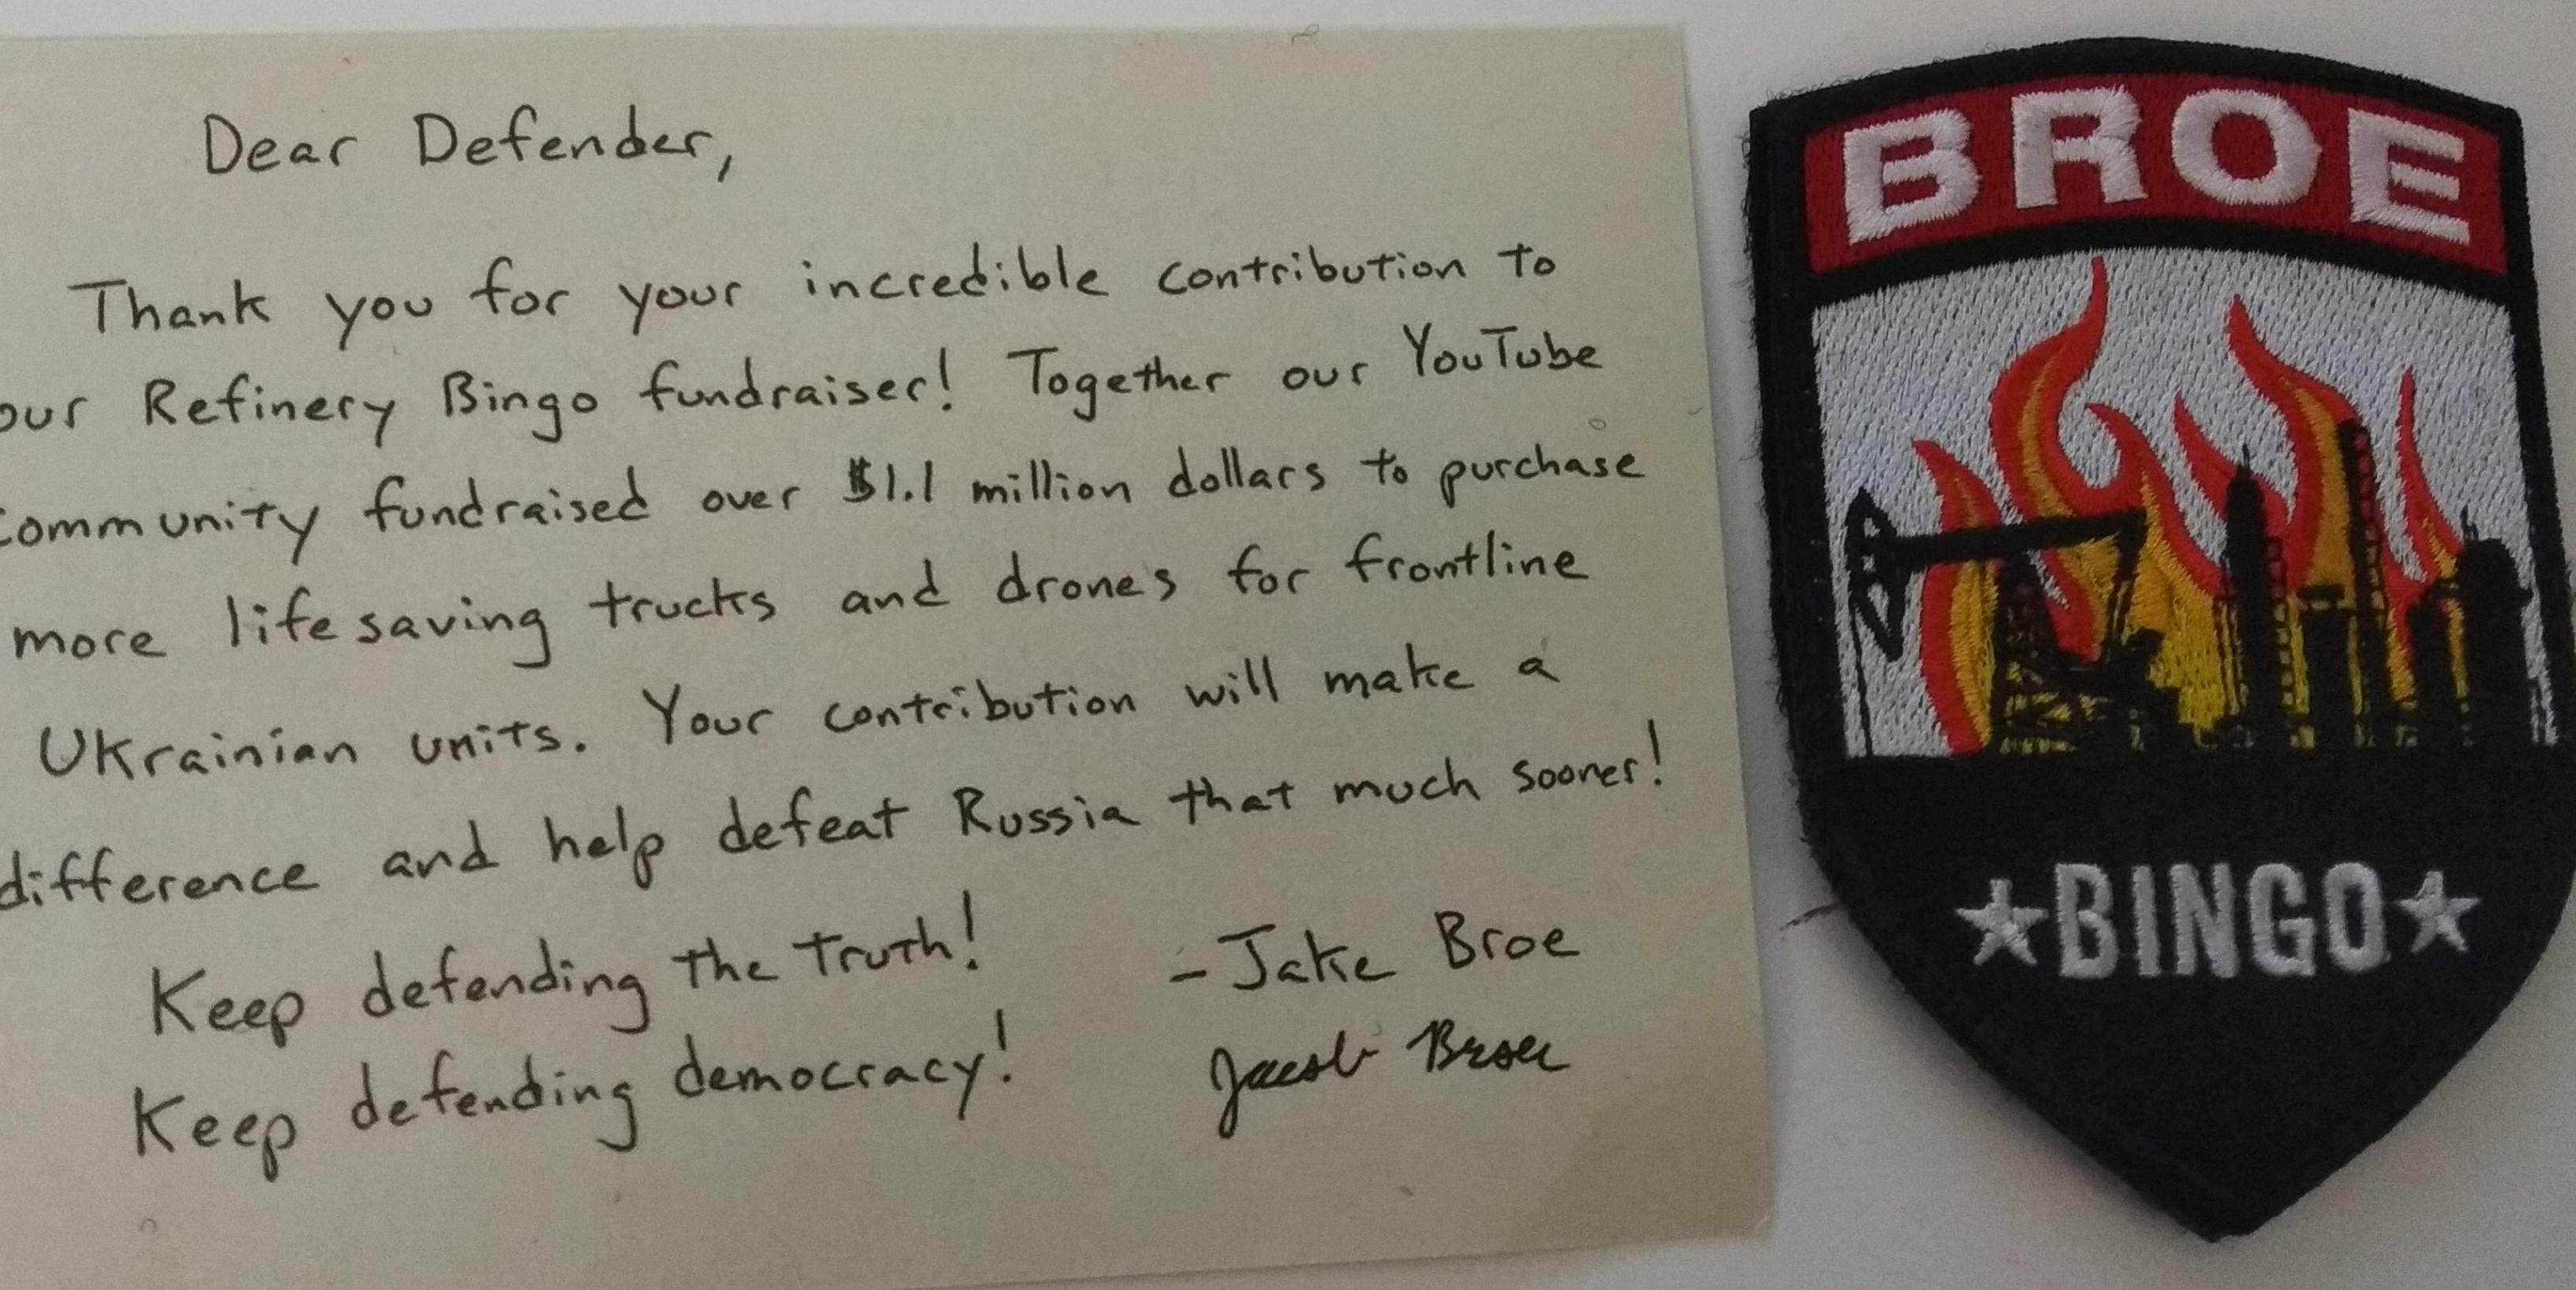 Dear Defender,
Thank you for your incredible contribution to
our Refinery Bingo fundraiser! Together our YouTube
community fundraised over $1.1 million dollars to purchase
more lifesaving trucks and drones for frontline
Ukrainian units. Your contribution will make a
difference and help defeat Russia that much sooner!
Keep defending the truth!
Keep defending democracy!
- Jake Broe
Jacob Broe
BROE
BINGO